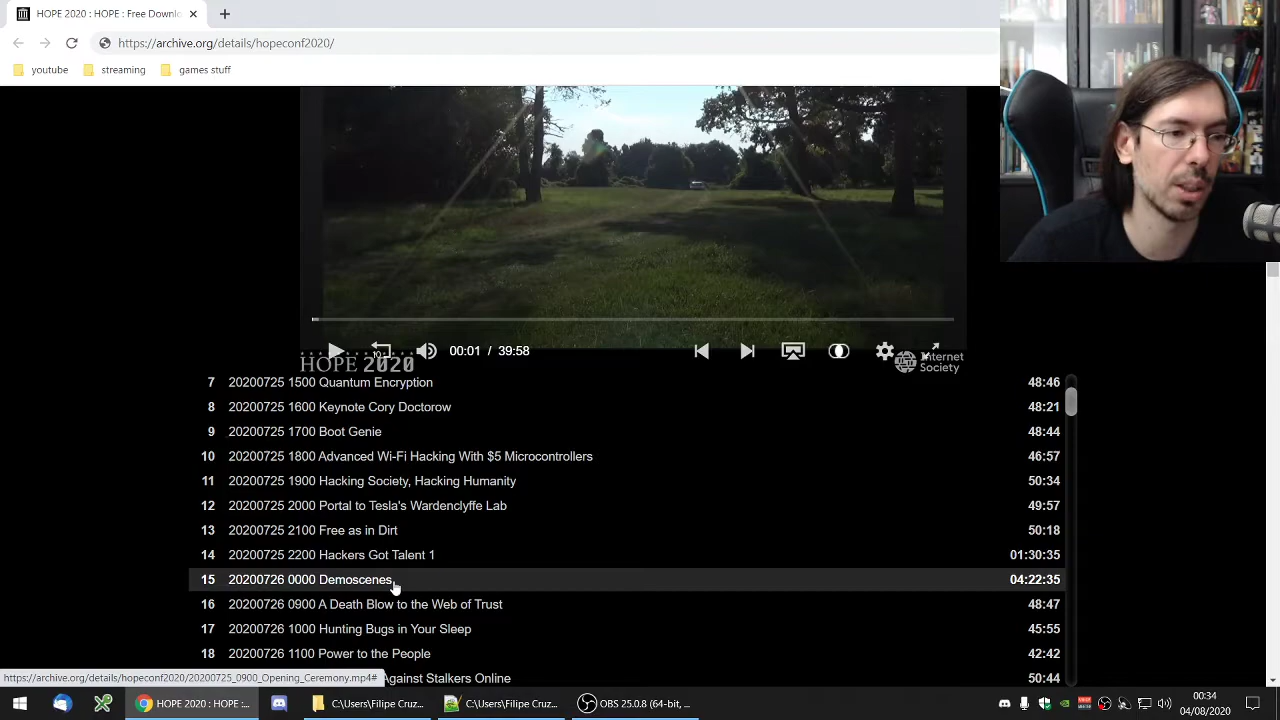 HOPE 2020 : HOPE : Free Downlo
https://archive.org/details/hopeconf2020/
youtube
streaming
games stuff
00:01 / 39:58
10
HOPE 2020
Internet
Society
7 20200725 1500 Quantum Encryption 48:46
8 20200725 1600 Keynote Cory Doctorow 48:21
9 20200725 1700 Boot Genie 48:44
10 20200725 1800 Advanced Wi-Fi Hacking With $5 Microcontrollers 46:57
11 20200725 1900 Hacking Society, Hacking Humanity 50:34
12 20200725 2000 Portal to Tesla's Wardenclyffe Lab 49:57
13 20200725 2100 Free as in Dirt 50:18
14 20200725 2200 Hackers Got Talent 1 01:30:35
15 20200726 0000 Demoscenes 04:22:35
16 20200726 0900 A Death Blow to the Web of Trust 48:47
17 20200726 1000 Hunting Bugs in Your Sleep 45:55
18 20200726 1100 Power to the People 42:42
Against Stalkers Online 50:44
https://archive.org/details/hopeconf2020/20200725_0900_Opening_Ceremony.mp4#
HOPE 2020 : HOPE :...
C:\Users\Filipe Cruz...
C:\Users\Filipe Cruz...
OBS 25.0.8 (64-bit, ...
00:34
04/08/2020